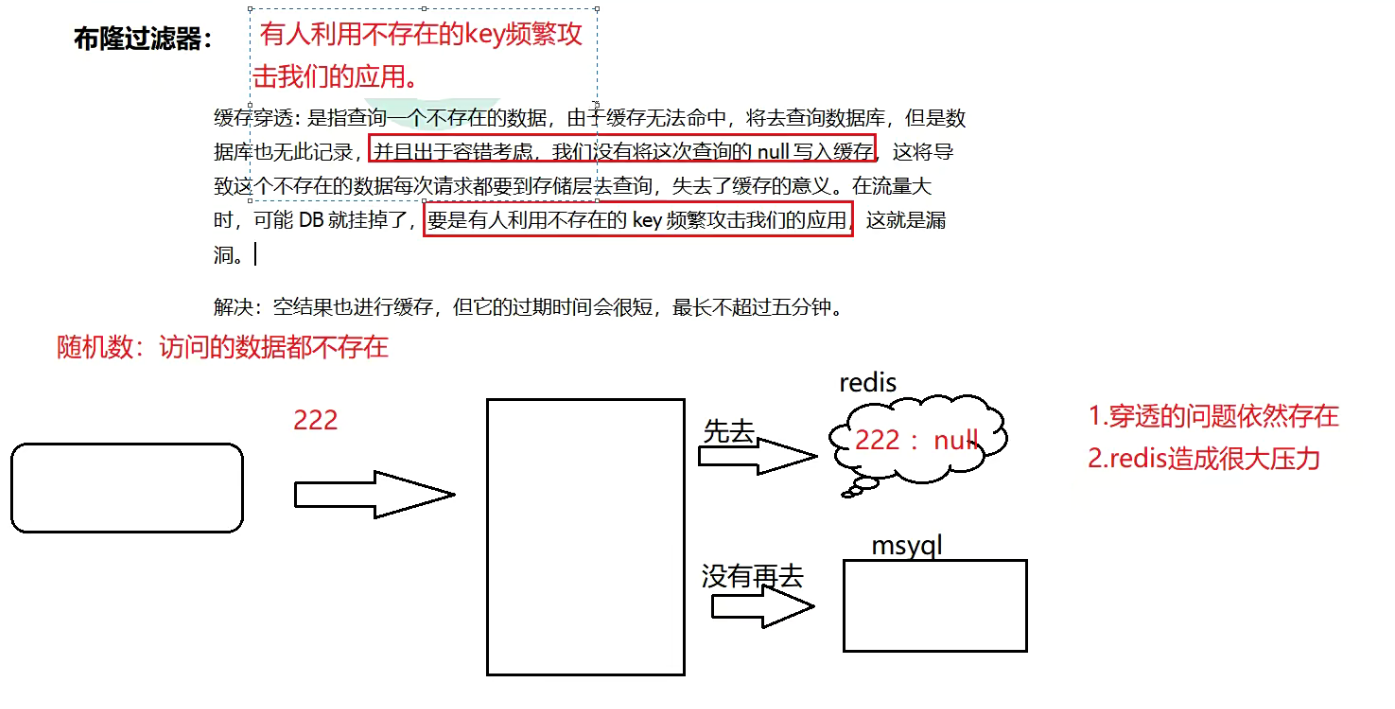 布隆过滤器：
有人利用不存在的key频繁攻
击我们的应用。
缓存穿透：是指查询一个不存在的数据，由于缓存无法命中，将去查询数据库，但是数
据库也无此记录，并且出于容错考虑，我们没有将这次查询的 null 写入缓存，这将导
致这个不存在的数据每次请求都要到存储层去查询，失去了缓存的意义。在流量大
时，可能 DB 就挂掉了，要是有人利用不存在的 key 频繁攻击我们的应用，这就是漏
洞。
解决：空结果也进行缓存，但它的过期时间会很短，最长不超过五分钟。
随机数：访问的数据都不存在
222
先去
redis
222 ：null
1.穿透的问题依然存在
2.redis造成很大压力
没有再去
msyql